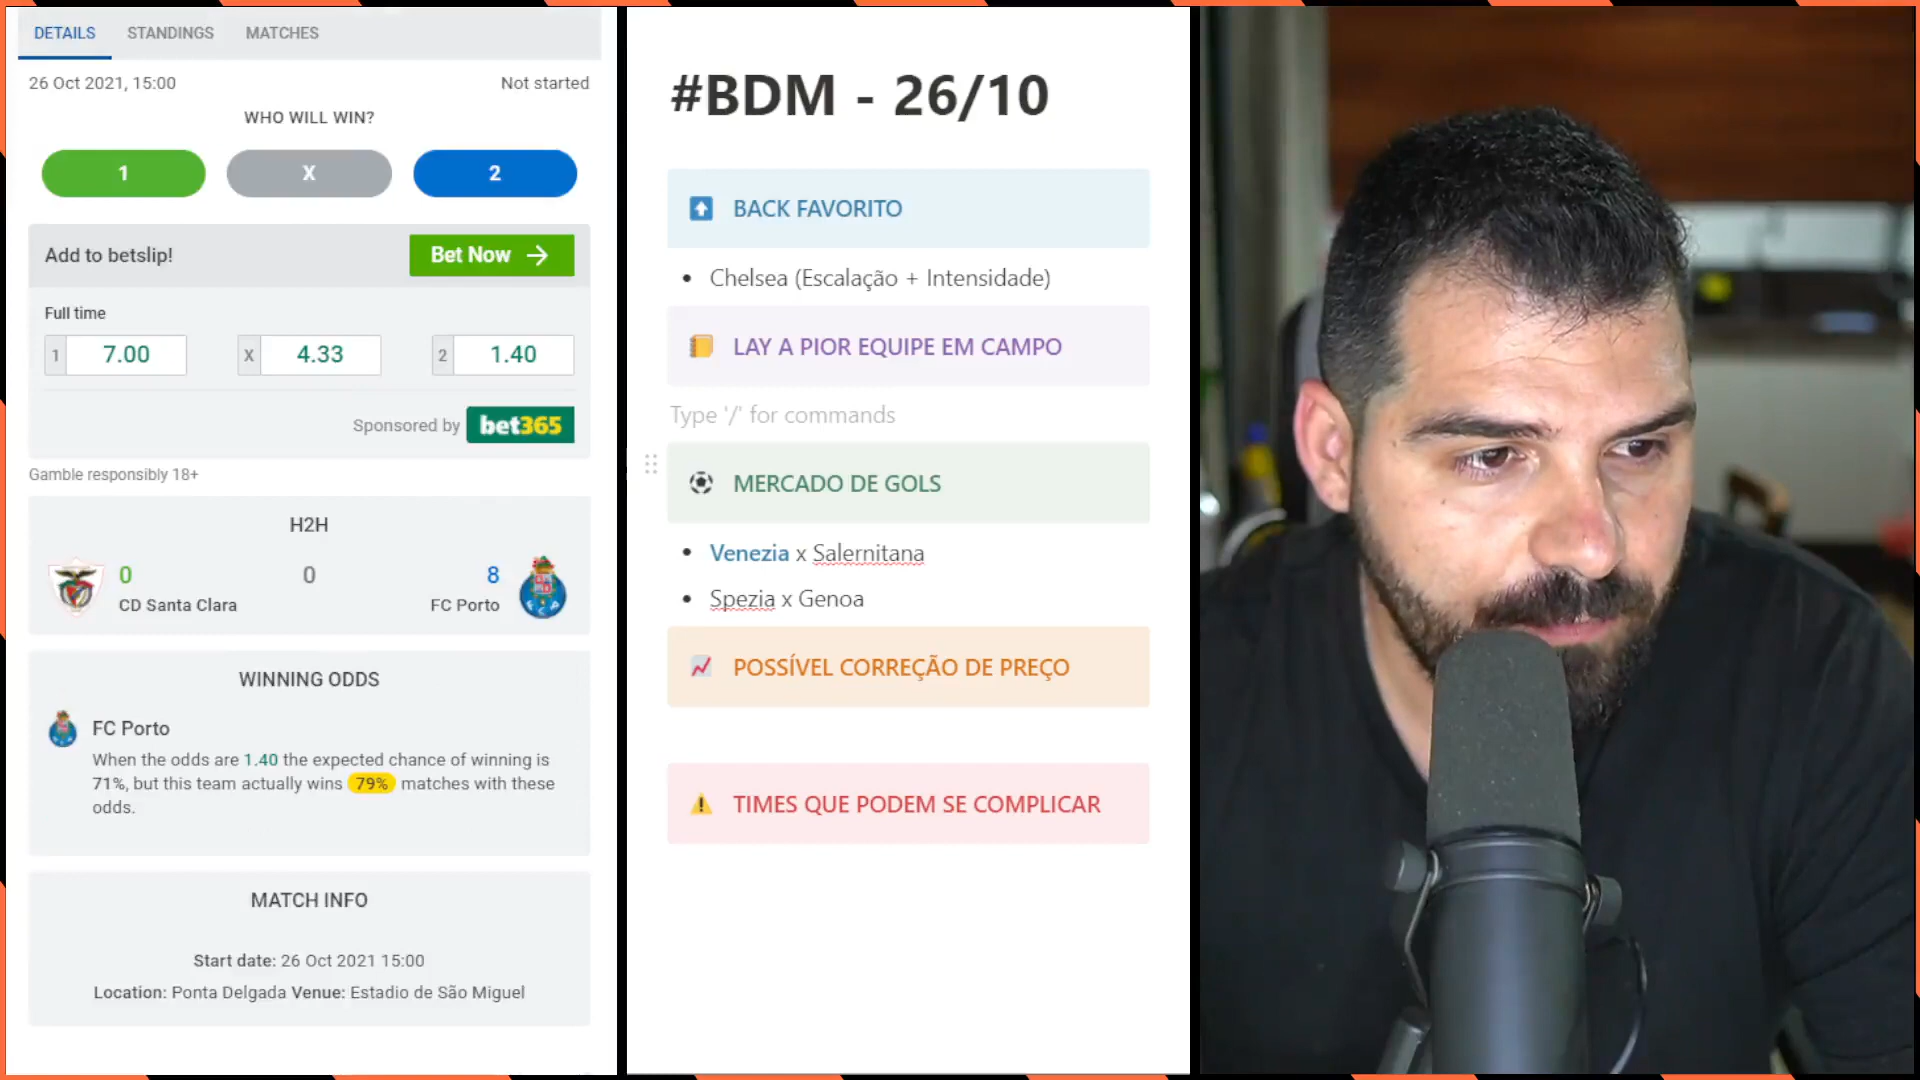 DETAILS STANDINGS MATCHES
26 Oct 2021, 15:00 Not started
WHO WILL WIN?
1 X 2
Add to betslip! Bet Now
Full time
1 7.00 X 4.33 2 1.40
Sponsored by bet365
Gamble responsibly 18+
H2H
0 0 8
CD Santa Clara FC Porto
WINNING ODDS
FC Porto
When the odds are 1.40 the expected chance of winning is
71%, but this team actually wins 79% matches with these
odds.
MATCH INFO
Start date: 26 Oct 2021 15:00
Location: Ponta Delgada Venue: Estadio de São Miguel
#BDM - 26/10
BACK FAVORITO
• Chelsea (Escalação + Intensidade)
LAY A PIOR EQUIPE EM CAMPO
Type '/' for commands
MERCADO DE GOLS
• Venezia x Salernitana
• Spezia x Genoa
POSSÍVEL CORREÇÃO DE PREÇO
TIMES QUE PODEM SE COMPLICAR